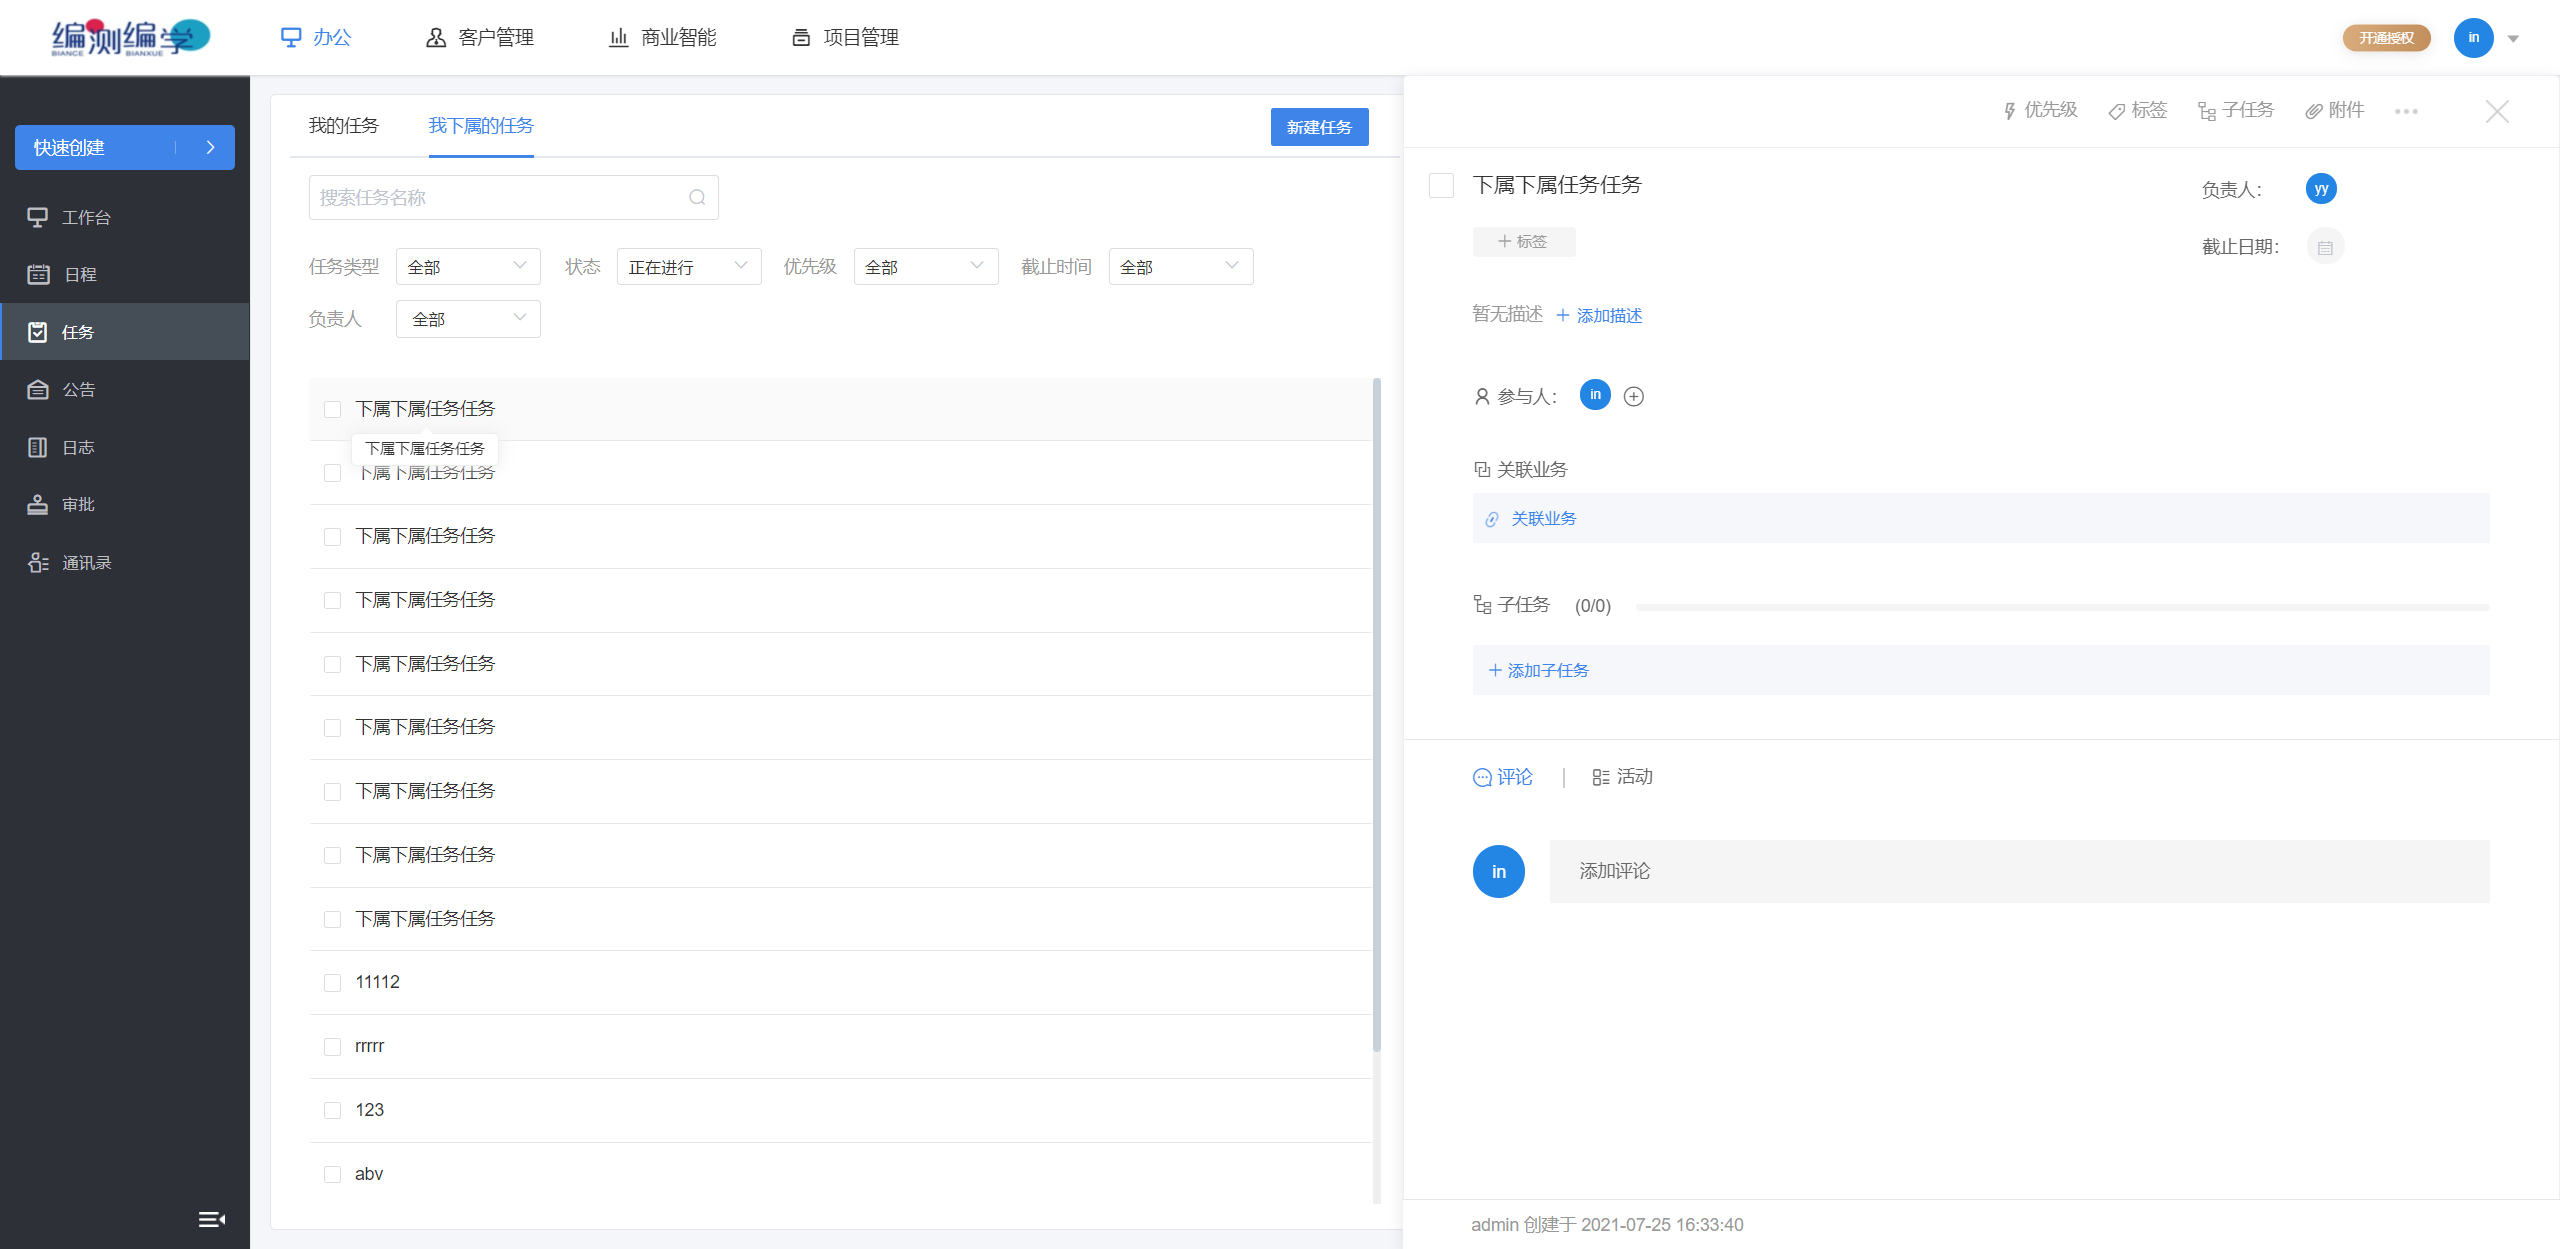 编测编学
BIANCE BIANXUE
办公 客户管理 商业智能 项目管理 开通授权 in
快速创建
工作台
日程
任务
公告
日志
审批
通讯录
我的任务 我下属的任务 新建任务
搜索任务名称
任务类型 全部 状态 正在进行 优先级 全部 截止时间 全部
负责人 全部
下属下属任务任务
下属下属任务任务
下属下属任务任务
下属下属任务任务
下属下属任务任务
下属下属任务任务
下属下属任务任务
下属下属任务任务
下属下属任务任务
下属下属任务任务
11112
rrrrr
123
abv
优先级 标签 子任务 附件
下属下属任务任务 负责人： yy
标签 截止日期：
暂无描述 添加描述
参与人： in
关联业务
关联业务
子任务 (0/0)
添加子任务
评论 活动
in 添加评论
admin 创建于 2021-07-25 16:33:40